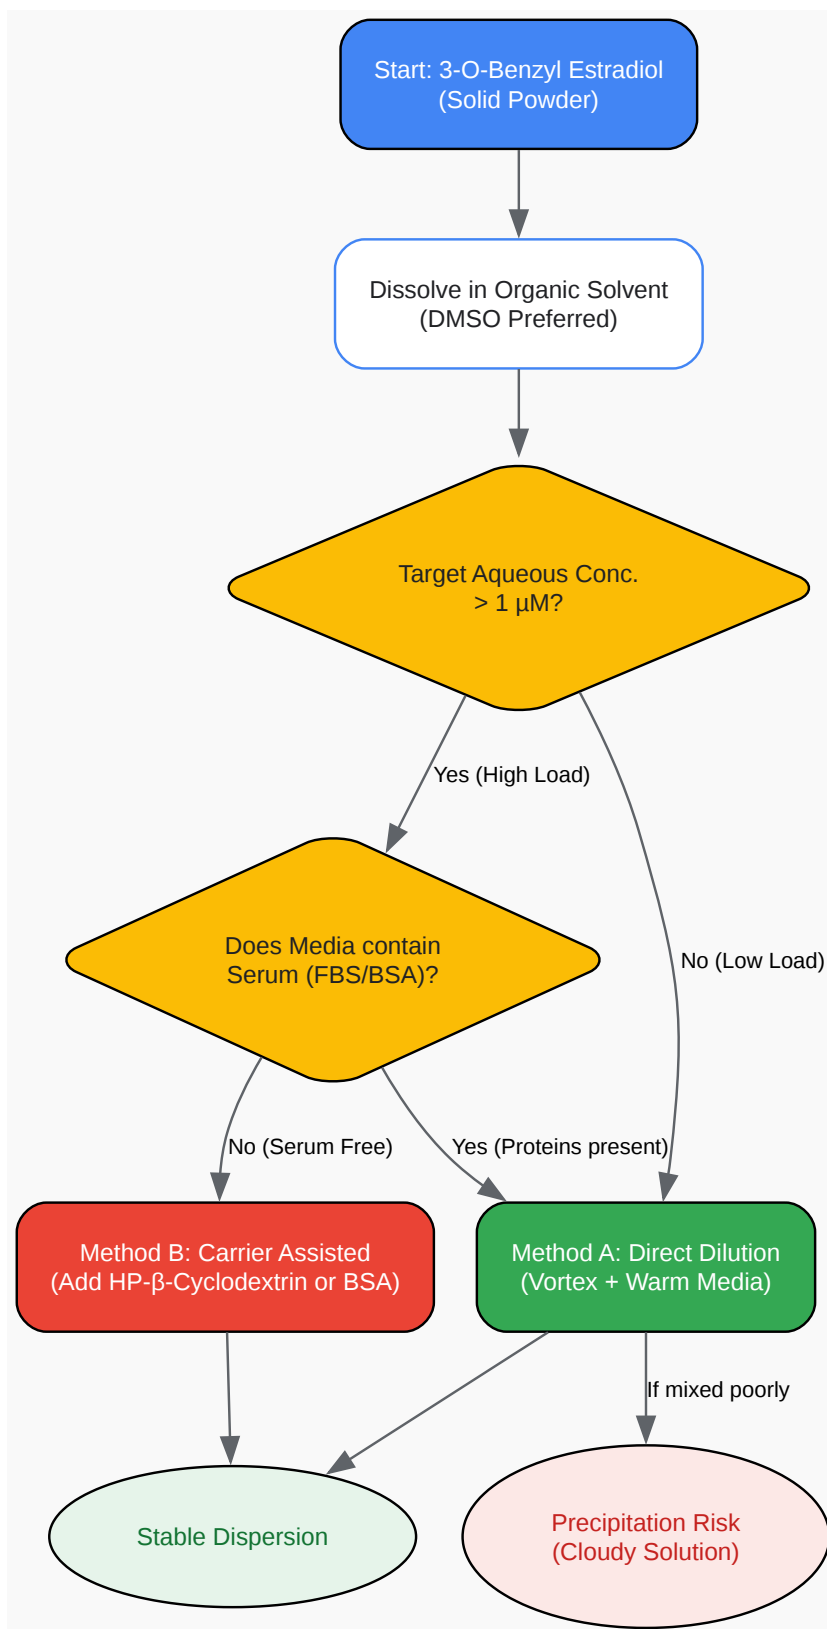 Start: 3-O-Benzyl Estradiol
(Solid Powder)
Dissolve in Organic Solvent
(DMSO Preferred)
Target Aqueous Conc.
> 1 µM?
Yes (High Load)
Does Media contain
Serum (FBS/BSA)?
No (Low Load)
No (Serum Free)
Yes (Proteins present)
Method B: Carrier Assisted
(Add HP-β-Cyclodextrin or BSA)
Method A: Direct Dilution
(Vortex + Warm Media)
If mixed poorly
Stable Dispersion
Precipitation Risk
(Cloudy Solution)